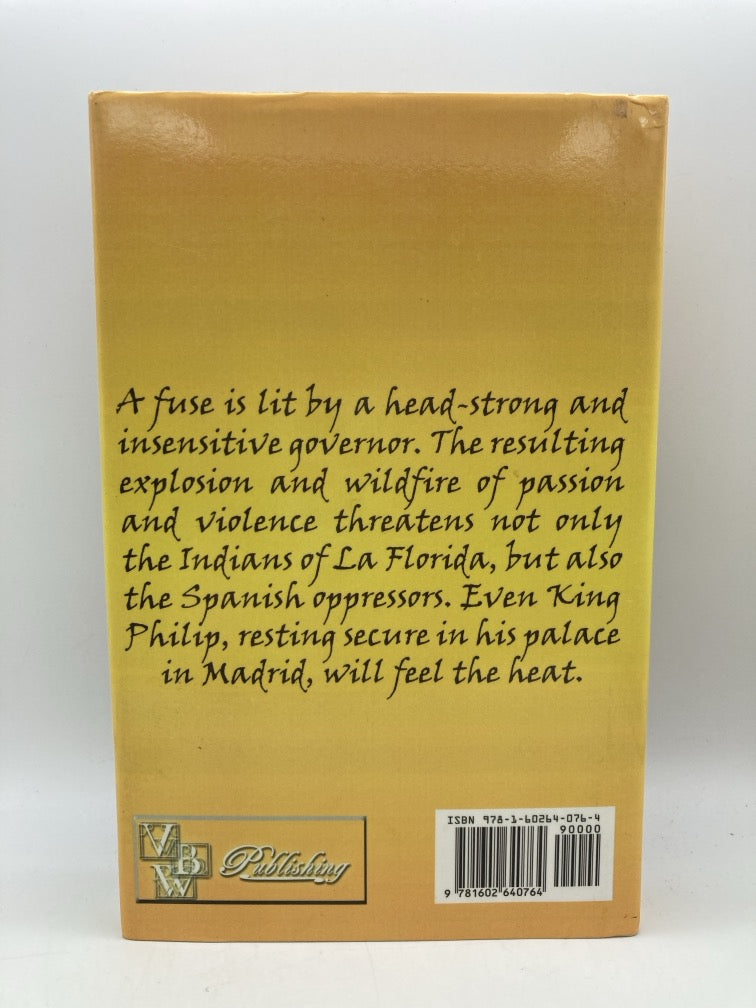 A fuse is lit by a head-strong and
insensitive governor. The resulting
explosion and wildfire of passion
and violence threatens not only
the Indians of La Florida, but also
the Spanish oppressors. Even King
Philip, resting secure in his palace
in Madrid, will feel the heat.
VBW Publishing
ISBN 978-1-60264-076-4
90000
9 781602 640764